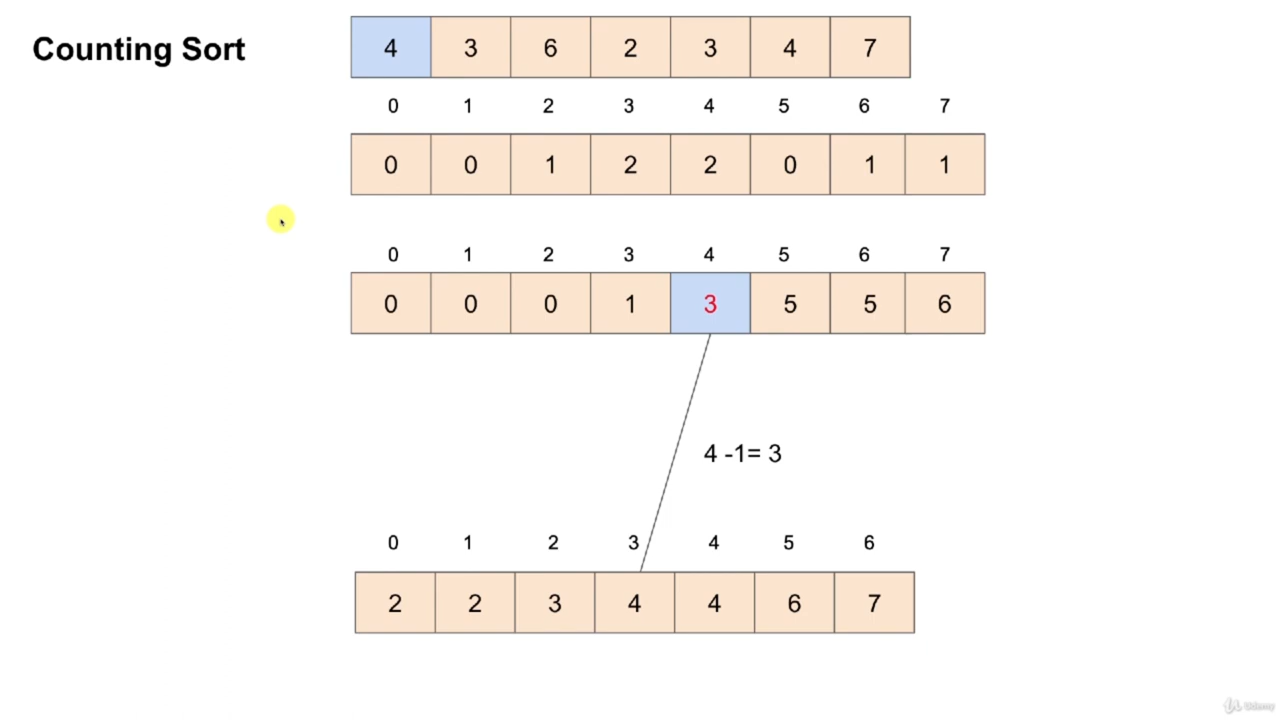 Counting Sort
4 3 6 2 3 4 7
0 1 2 3 4 5 6 7
0 0 1 2 2 0 1 1
0 1 2 3 4 5 6 7
0 0 0 1 3 5 5 6
4 -1= 3
0 1 2 3 4 5 6
2 2 3 4 4 6 7
Udemy